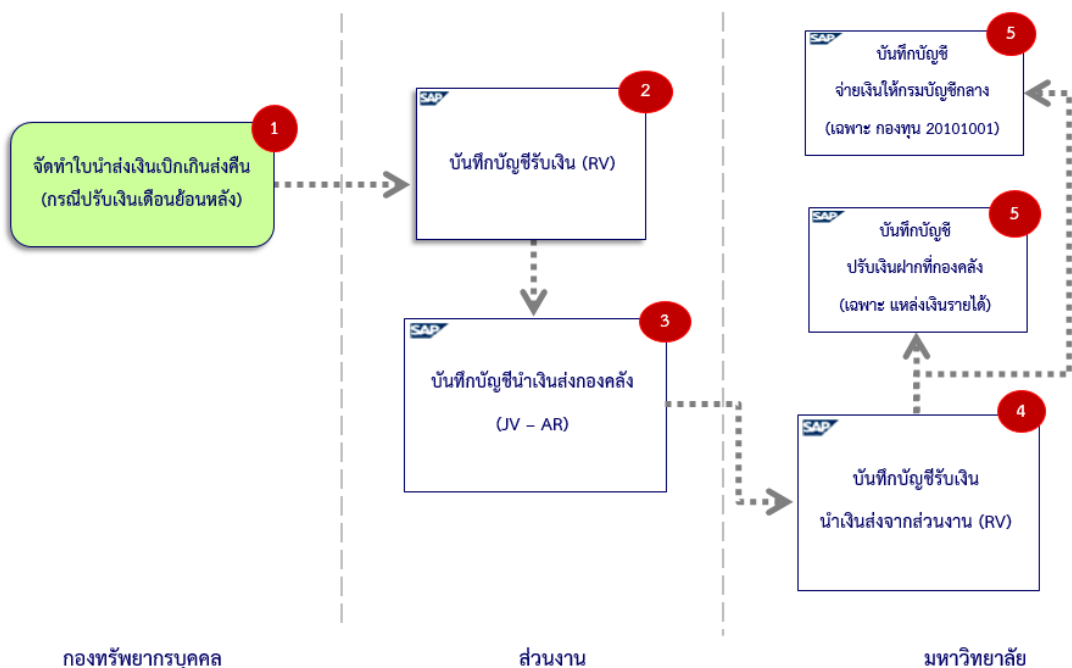 1
จัดทำใบนำส่งเงินเบิกเกินส่งคืน
(กรณีปรับเงินเดือนย้อนหลัง)
SAP
2
บันทึกบัญชีรับเงิน (RV)
SAP
3
บันทึกบัญชีนำเงินส่งกองคลัง
(JV – AR)
SAP
5
บันทึกบัญชี
จ่ายเงินให้กรมบัญชีกลาง
(เฉพาะ กองทุน 20101001)
SAP
5
บันทึกบัญชี
ปรับเงินฝากที่กองคลัง
(เฉพาะ แหล่งเงินรายได้)
SAP
4
บันทึกบัญชีรับเงิน
นำเงินส่งจากส่วนงาน (RV)
กองทรัพยากรบุคคล
ส่วนงาน
มหาวิทยาลัย